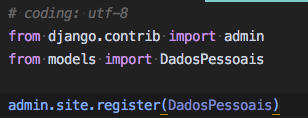 # coding: utf-8
from django.contrib import admin
from models import DadosPessoais
admin.site.register(DadosPessoais)